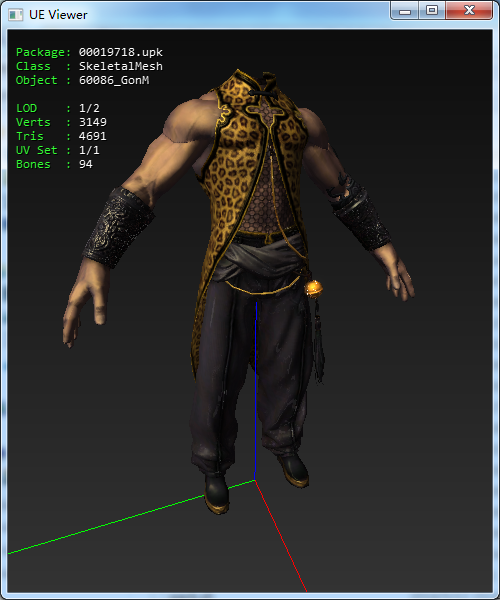 UE Viewer
Package: 00019718.upk
Class  : SkeletalMesh
Object : 60086_GonM
LOD    : 1/2
Verts  : 3149
Tris   : 4691
UV Set : 1/1
Bones  : 94